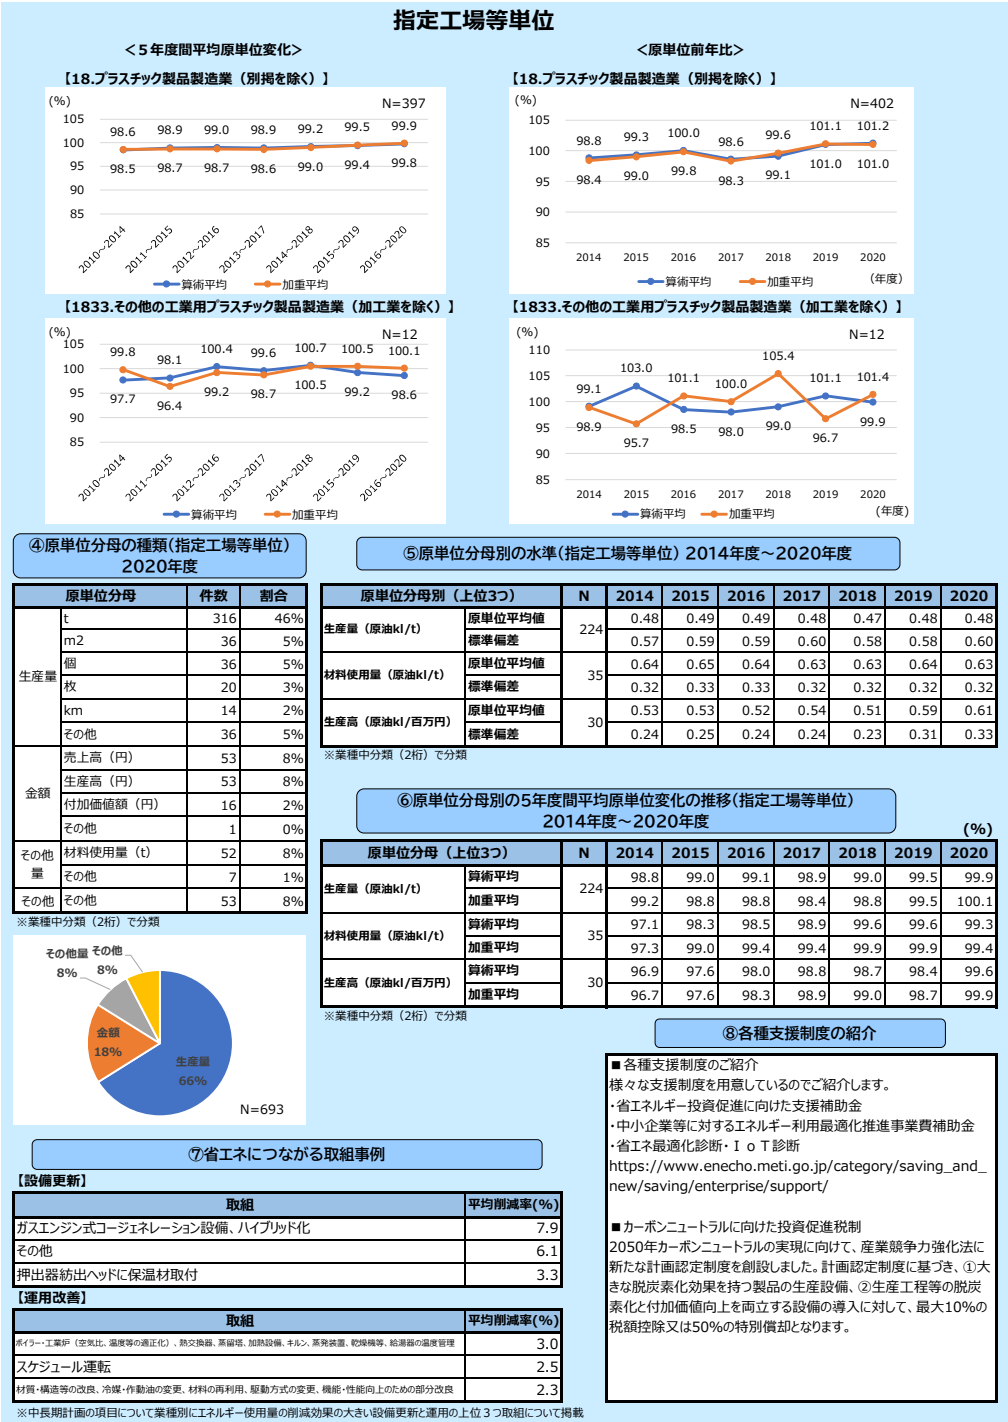 指定工場等単位
＜５年度間平均原単位変化＞
【18.プラスチック製品製造業（別掲を除く）】
(%)
N=397
105
100
95
90
85
98.6 98.9 99.0 98.9 99.2 99.5 99.9
98.5 98.7 98.7 98.6 99.0 99.4 99.8
2010～2014 2011～2015 2012～2016 2013～2017 2014～2018 2015～2019 2016～2020
算術平均 加重平均
＜原単位前年比＞
【18.プラスチック製品製造業（別掲を除く）】
(%)
N=402
105
100
95
90
85
98.8 99.3 100.0 98.6 99.6 101.1 101.2
98.4 99.0 99.8 98.3 99.1 101.0 101.0
2014 2015 2016 2017 2018 2019 2020
算術平均 加重平均 （年度）
【1833.その他の工業用プラスチック製品製造業（加工業を除く）】
(%)
N=12
105
100
95
90
85
99.8 98.1 100.4 99.6 100.7 100.5 100.1
97.7 96.4 99.2 98.7 100.5 99.2 98.6
2010～2014 2011～2015 2012～2016 2013～2017 2014～2018 2015～2019 2016～2020
算術平均 加重平均
【1833.その他の工業用プラスチック製品製造業（加工業を除く）】
(%)
N=12
110
105
100
95
90
85
99.1 103.0 101.1 100.0 105.4 101.1 101.4
98.9 95.7 98.5 98.0 99.0 96.7 99.9
2014 2015 2016 2017 2018 2019 2020
算術平均 加重平均 （年度）
④原単位分母の種類（指定工場等単位）
2020年度
原単位分母 件数 割合
生産量
t 316 46%
m2 36 5%
個 36 5%
枚 20 3%
km 14 2%
その他 36 5%
金額
売上高（円） 53 8%
生産高（円） 53 8%
付加価値額（円） 16 2%
その他 1 0%
その他量
材料使用量（t） 52 8%
その他 7 1%
その他 その他 53 8%
※業種中分類（2桁）で分類
その他量 8%
その他 8%
金額 18%
生産量 66%
N=693
⑤原単位分母別の水準（指定工場等単位） 2014年度～2020年度
原単位分母別（上位3つ） N 2014 2015 2016 2017 2018 2019 2020
生産量（原油kl/t） 原単位平均値 224 0.48 0.49 0.49 0.48 0.47 0.48 0.48
標準偏差 0.57 0.59 0.59 0.60 0.58 0.58 0.60
材料使用量（原油kl/t） 原単位平均値 35 0.64 0.65 0.64 0.63 0.63 0.64 0.63
標準偏差 0.32 0.33 0.33 0.32 0.32 0.32 0.32
生産高（原油kl/百万円） 原単位平均値 30 0.53 0.53 0.52 0.54 0.51 0.59 0.61
標準偏差 0.24 0.25 0.24 0.24 0.23 0.31 0.33
※業種中分類（2桁）で分類
⑥原単位分母別の5年度間平均原単位変化の推移（指定工場等単位）
2014年度～2020年度
(%)
原単位分母（上位3つ） N 2014 2015 2016 2017 2018 2019 2020
生産量（原油kl/t） 算術平均 224 98.8 99.0 99.1 98.9 99.0 99.5 99.9
加重平均 99.2 98.8 98.8 98.4 98.8 99.5 100.1
材料使用量（原油kl/t） 算術平均 35 97.1 98.3 98.5 98.9 99.6 99.6 99.3
加重平均 97.3 99.0 99.4 99.4 99.9 99.9 99.4
生産高（原油kl/百万円） 算術平均 30 96.9 97.6 98.0 98.8 98.7 98.4 99.6
加重平均 96.7 97.6 98.3 98.9 99.0 98.7 99.9
※業種中分類（2桁）で分類
⑦省エネにつながる取組事例
【設備更新】
取組 平均削減率(%)
ガスエンジン式コージェネレーション設備、ハイブリッド化 7.9
その他 6.1
押出器紡出ヘッドに保温材取付 3.3
【運用改善】
取組 平均削減率(%)
ボイラー・工業炉（空気比、温度等の適正化）、熱交換器、蒸留塔、加熱設備、キルン、蒸発装置、乾燥機等、給湯器の温度管理 3.0
スケジュール運転 2.5
材質・構造等の改良、冷媒・作動油の変更、材料の再利用、駆動方式の変更、機能・性能向上のための部分改良 2.3
※中長期計画の項目について業種別にエネルギー使用量の削減効果の大きい設備更新と運用の上位３つ取組について掲載
⑧各種支援制度の紹介
■各種支援制度のご紹介
様々な支援制度を用意しているのでご紹介します。
・省エネルギー投資促進に向けた支援補助金
・中小企業等に対するエネルギー利用最適化推進事業費補助金
・省エネ最適化診断・ＩｏＴ診断
https://www.enecho.meti.go.jp/category/saving_and_
new/saving/enterprise/support/
■カーボンニュートラルに向けた投資促進税制
2050年カーボンニュートラルの実現に向けて、産業競争力強化法に
新たな計画認定制度を創設しました。計画認定制度に基づき、①大
きな脱炭素化効果を持つ製品の生産設備、②生産工程等の脱炭
素化と付加価値向上を両立する設備の導入に対して、最大10%の
税額控除又は50%の特別償却となります。